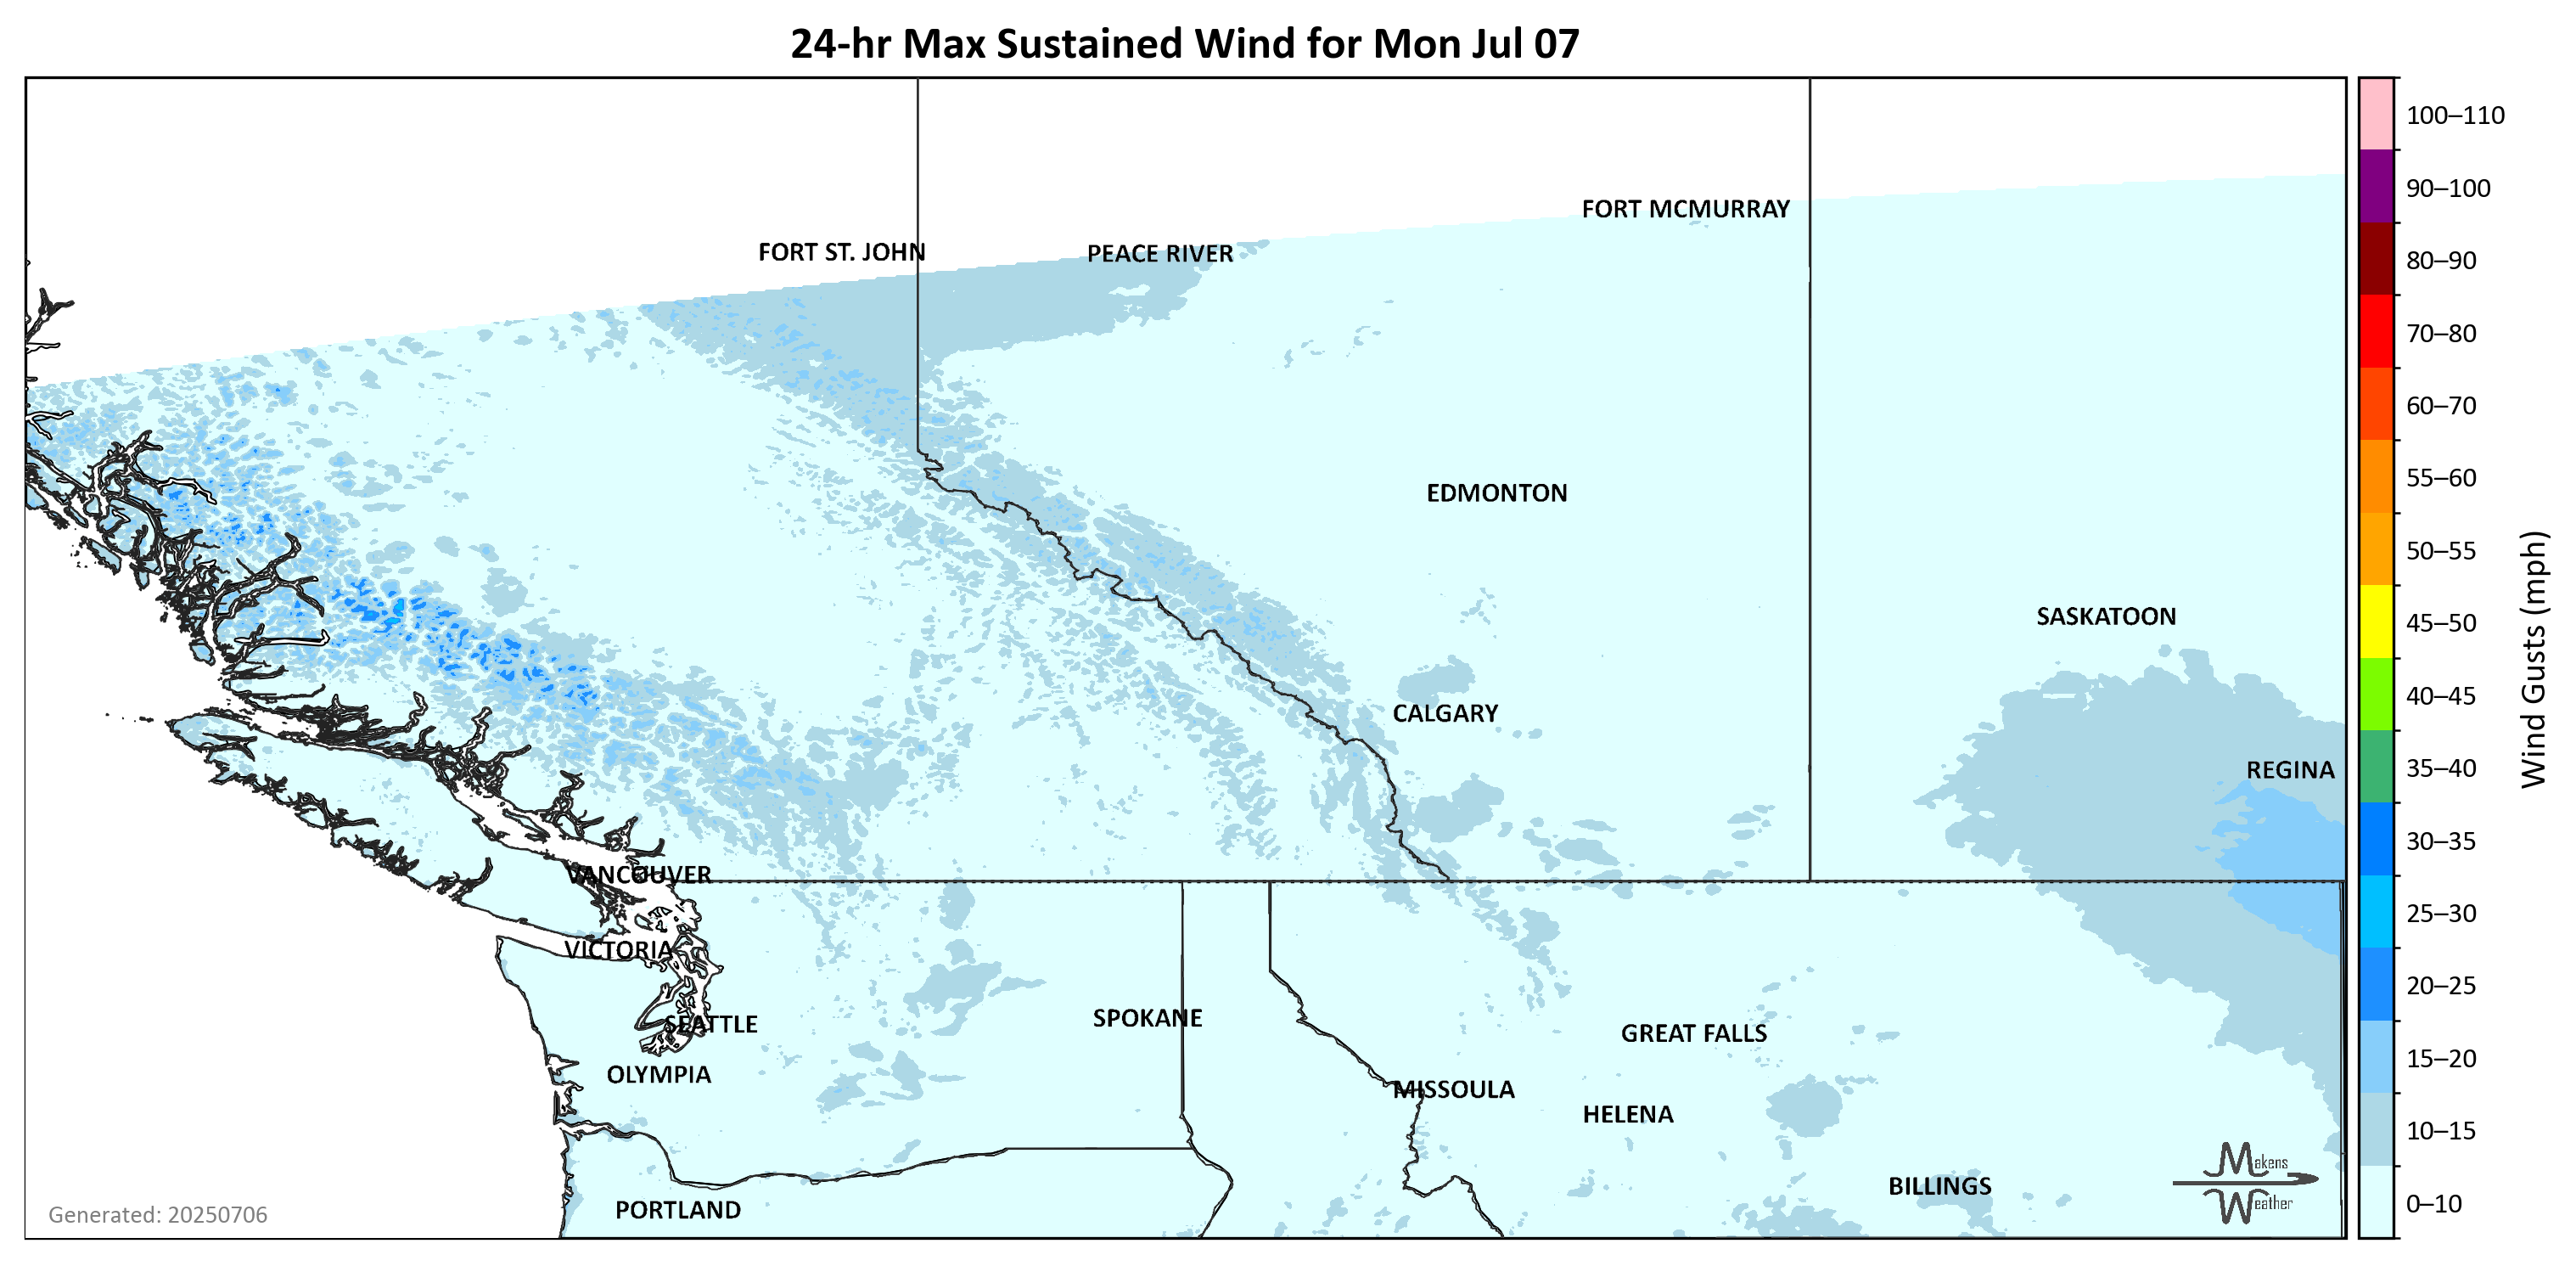 24-hr Max Sustained Wind for Mon Jul 07
100–110
90–100
80–90
70–80
60–70
55–60
50–55
45–50
40–45
35–40
30–35
25–30
20–25
15–20
10–15
0–10
Wind Gusts (mph)
FORT MCMURRAY
FORT ST. JOHN
PEACE RIVER
EDMONTON
SASKATOON
CALGARY
REGINA
VANCOUVER
VICTORIA
SPOKANE
SEATTLE
GREAT FALLS
OLYMPIA
MISSOULA
HELENA
BILLINGS
PORTLAND
Makens
Weather
Generated: 20250706